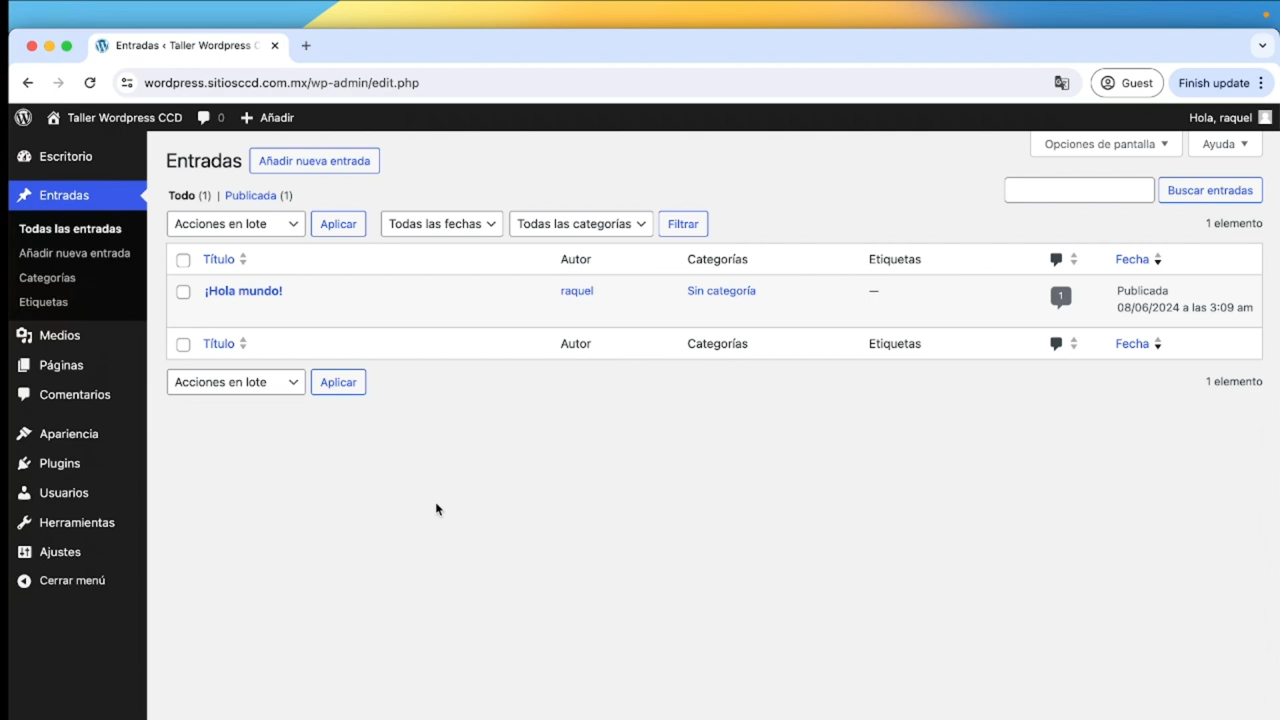 Entradas ‹ Taller Wordpress C
wordpress.sitiosccd.com.mx/wp-admin/edit.php
Guest
Finish update
Taller Wordpress CCD
0
Añadir
Hola, raquel
Escritorio
Entradas
Todas las entradas
Añadir nueva entrada
Categorías
Etiquetas
Medios
Páginas
Comentarios
Apariencia
Plugins
Usuarios
Herramientas
Ajustes
Cerrar menú
Opciones de pantalla
Ayuda
Entradas
Añadir nueva entrada
Todo (1) | Publicada (1)
Buscar entradas
Acciones en lote
Aplicar
Todas las fechas
Todas las categorías
Filtrar
1 elemento
Título Autor Categorías Etiquetas Fecha
¡Hola mundo! raquel Sin categoría — 1 Publicada
08/06/2024 a las 3:09 am
Título Autor Categorías Etiquetas Fecha
Acciones en lote
Aplicar
1 elemento